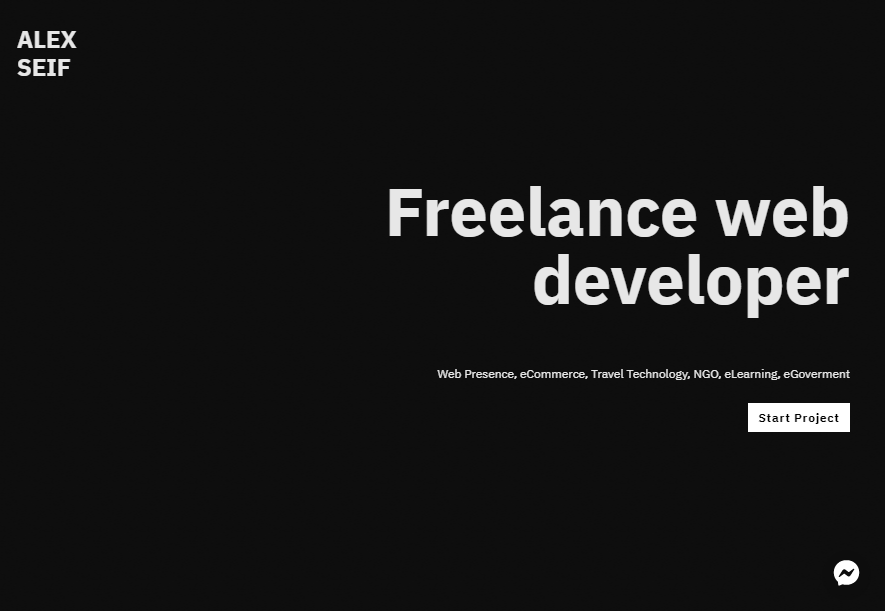 ALEX
SEIF
Freelance web
developer
Web Presence, eCommerce, Travel Technology, NGO, eLearning, eGoverment
Start Project